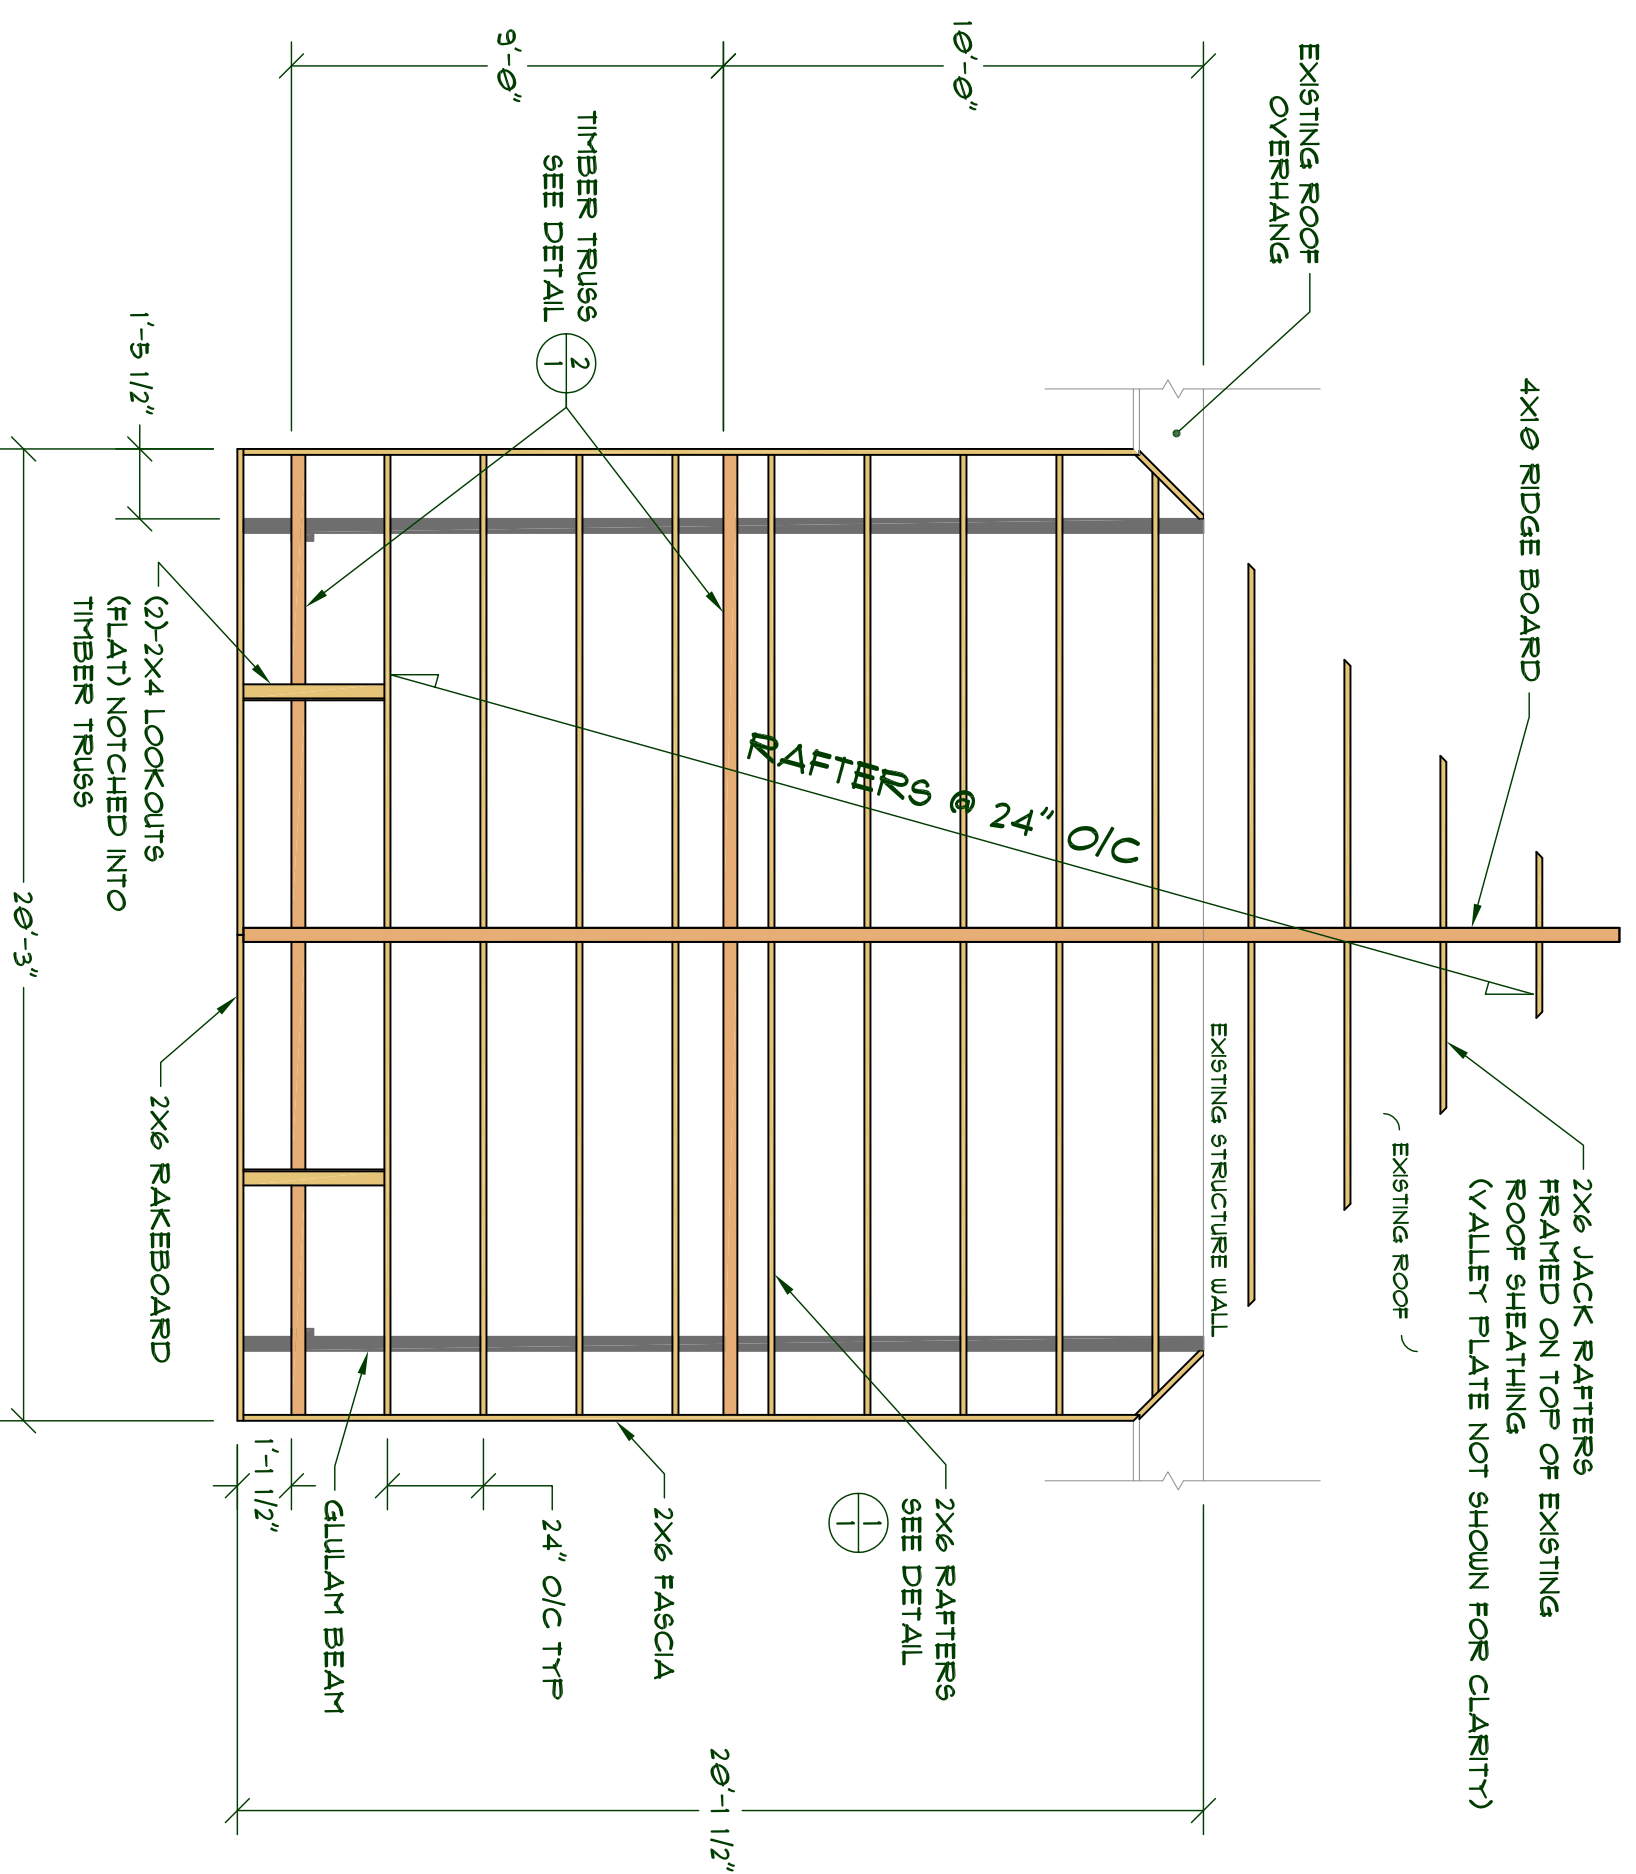 EXISTING ROOF
OVERHANG
4X10 RIDGE BOARD
2X6 JACK RAFTERS
FRAMED ON TOP OF EXISTING
ROOF SHEATHING
(VALLEY PLATE NOT SHOWN FOR CLARITY)
EXISTING ROOF
EXISTING STRUCTURE WALL
10'-0"
9'-0"
TIMBER TRUSS
SEE DETAIL
2
1
RAFTERS @ 24" O/C
2X6 RAFTERS
SEE DETAIL
1
1
20'-1 1/2"
2X6 FASCIA
24" O/C TYP
GLULAM BEAM
1'-1 1/2"
1'-5 1/2"
(2)-2X4 LOOKOUTS
(FLAT) NOTCHED INTO
TIMBER TRUSS
2X6 RAKEBOARD
20'-3"